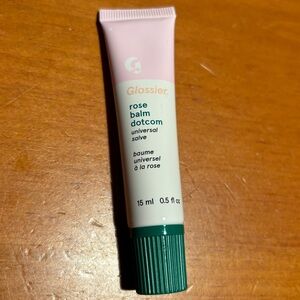 G
Glossier.
rose
balm
dotcom
universal
salve
baume
universel
à la rose
15 ml 0.5 fl oz